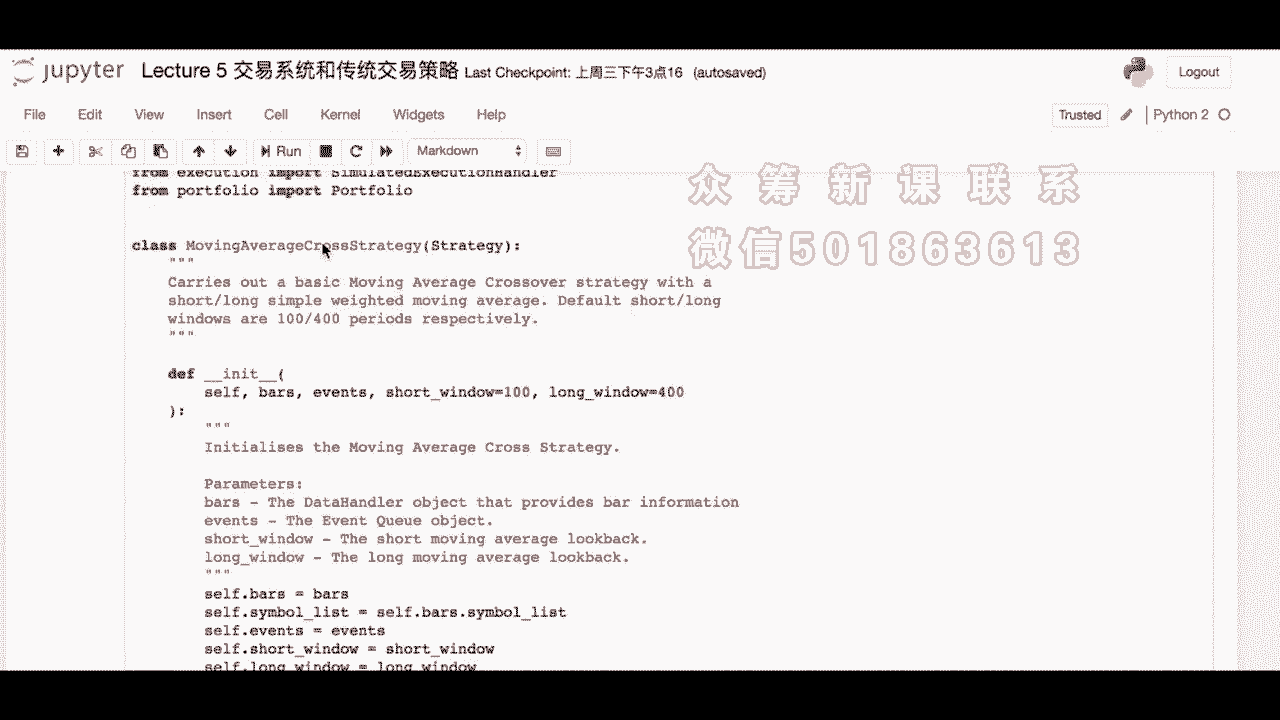 jupyter Lecture 5 交易系统和传统交易策略 Last Checkpoint: 上周三下午3点16 (autosaved) Logout
File Edit View Insert Cell Kernel Widgets Help Trusted Python 2
Run Markdown
from execution import SimulatedExecutionHandler
from portfolio import Portfolio
众筹新课联系
微信501863613
class MovingAverageCrossStrategy(Strategy):
"""
Carries out a basic Moving Average Crossover strategy with a
short/long simple weighted moving average. Default short/long
windows are 100/400 periods respectively.
"""
def __init__(
self, bars, events, short_window=100, long_window=400
):
"""
Initialises the Moving Average Cross Strategy.
Parameters:
bars - The DataHandler object that provides bar information
events - The Event Queue object.
short_window - The short moving average lookback.
long_window - The long moving average lookback.
"""
self.bars = bars
self.symbol_list = self.bars.symbol_list
self.events = events
self.short_window = short_window
self.long_window = long_window